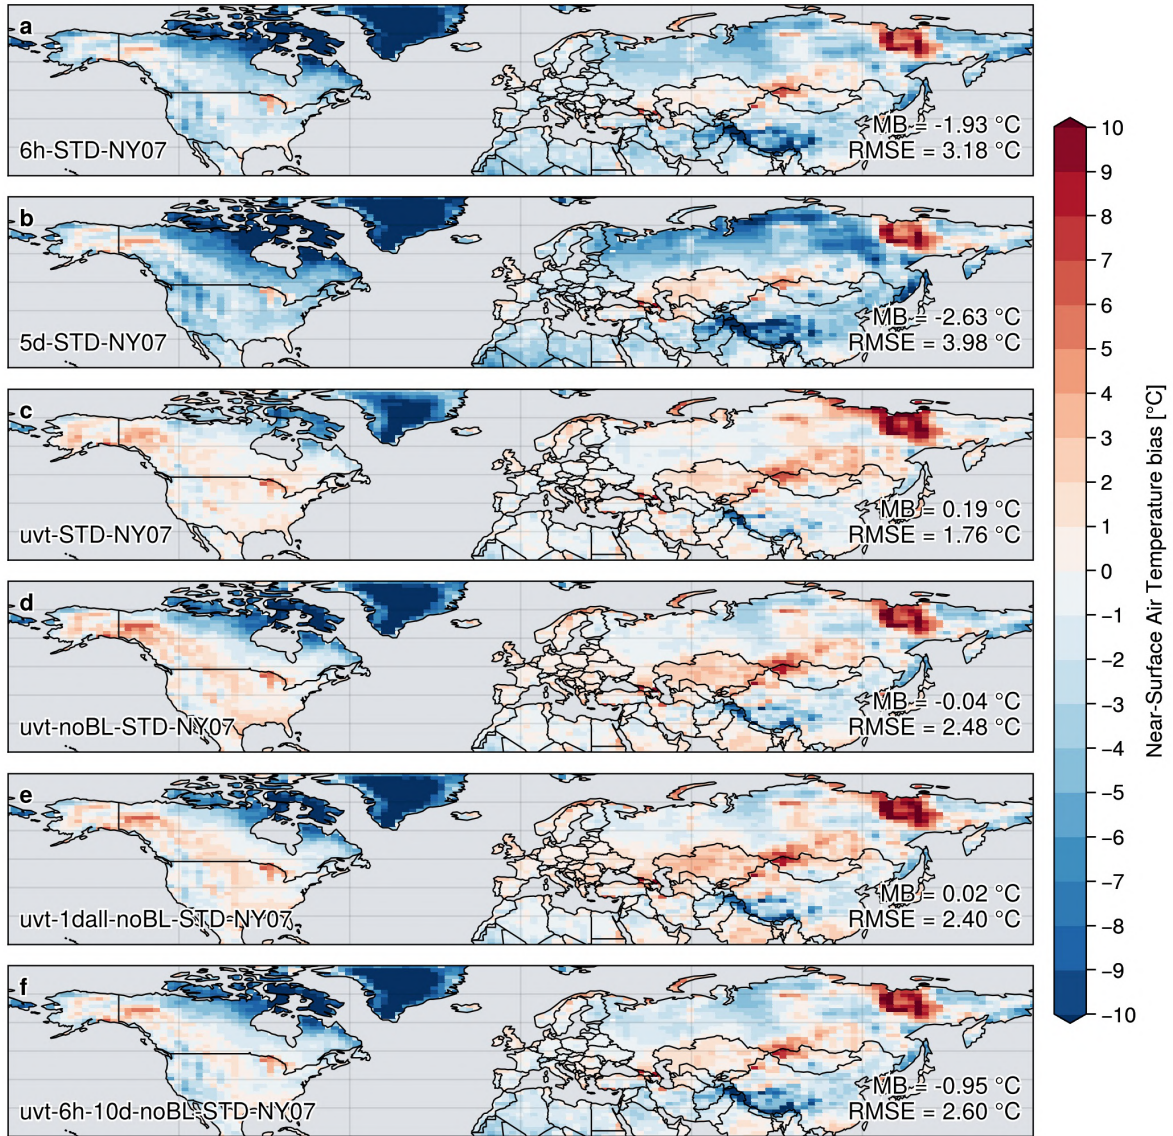 a
6h-STD-NY07
MB = -1.93 °C
RMSE = 3.18 °C
b
5d-STD-NY07
MB = -2.63 °C
RMSE = 3.98 °C
c
uvt-STD-NY07
MB = 0.19 °C
RMSE = 1.76 °C
d
uvt-noBL-STD-NY07
MB = -0.04 °C
RMSE = 2.48 °C
e
uvt-1dall-noBL-STD-NY07
MB = 0.02 °C
RMSE = 2.40 °C
f
uvt-6h-10d-noBL-STD-NY07
MB = -0.95 °C
RMSE = 2.60 °C
10
9
8
7
6
5
4
3
2
1
0
−1
−2
−3
−4
−5
−6
−7
−8
−9
−10
Near-Surface Air Temperature bias [°C]